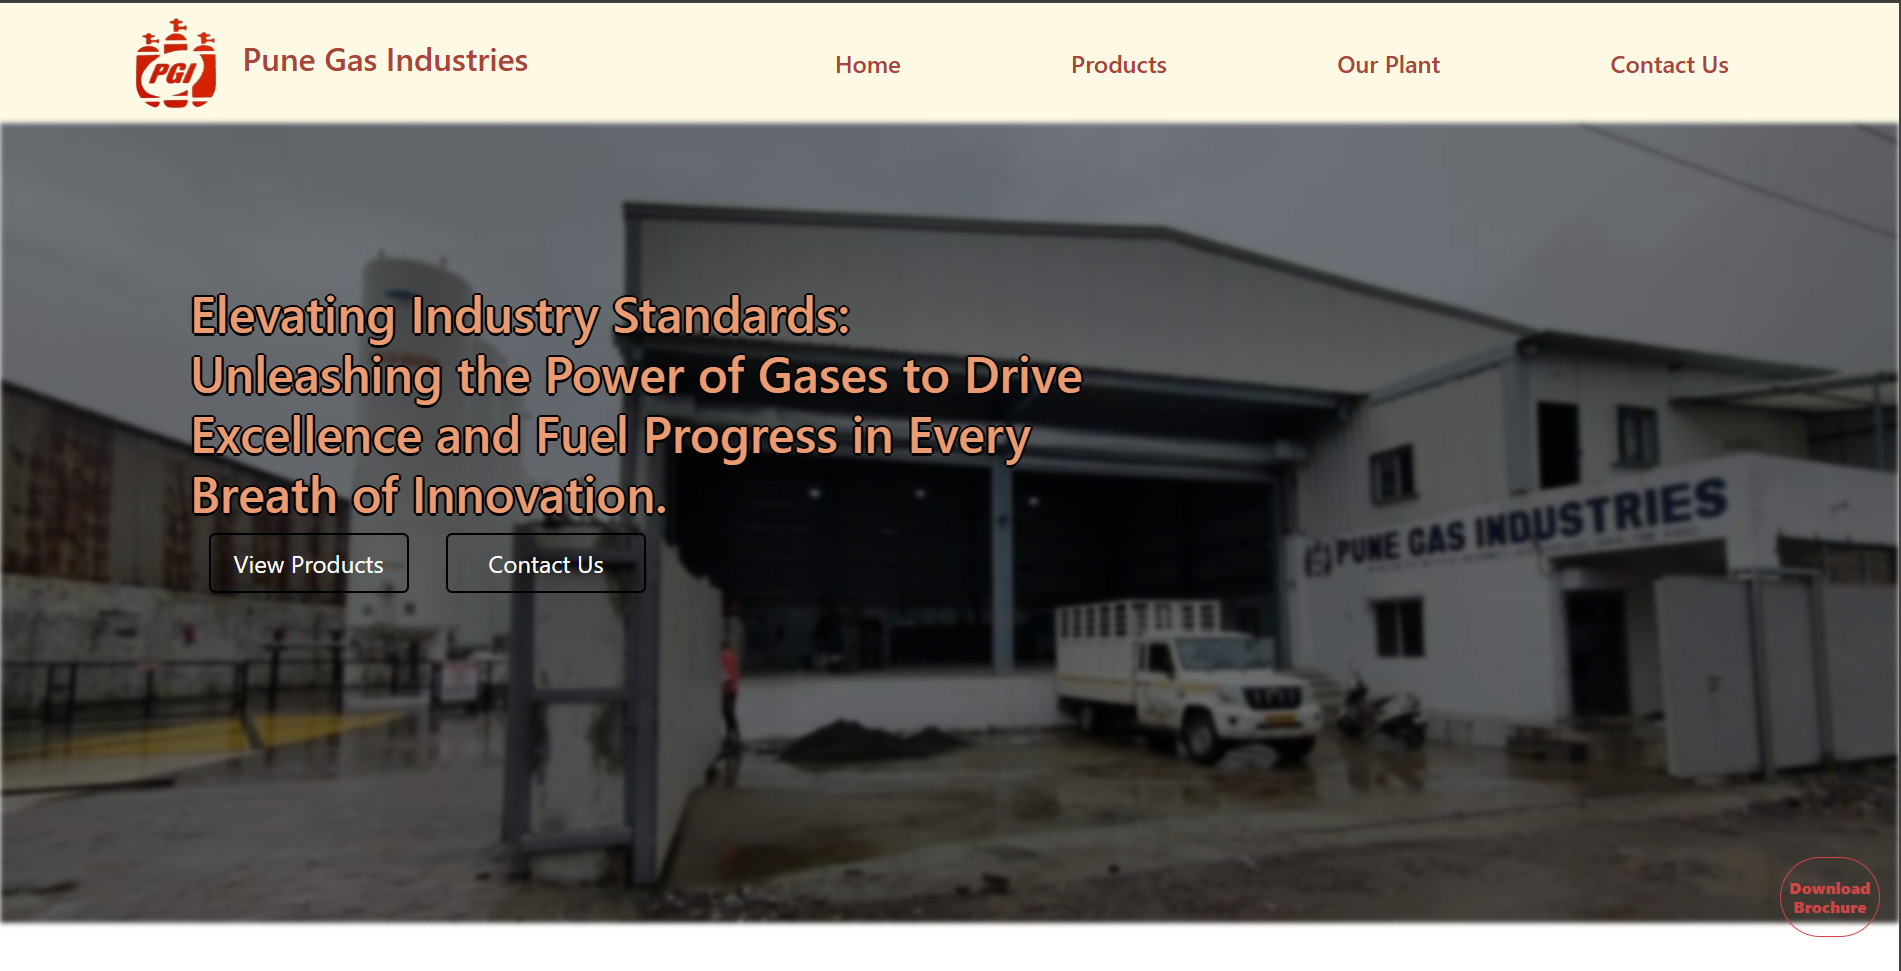 PGI
Pune Gas Industries
Home
Products
Our Plant
Contact Us
Elevating Industry Standards:
Unleashing the Power of Gases to Drive
Excellence and Fuel Progress in Every
Breath of Innovation.
View Products
Contact Us
PUNE GAS INDUSTRIES
Download
Brochure